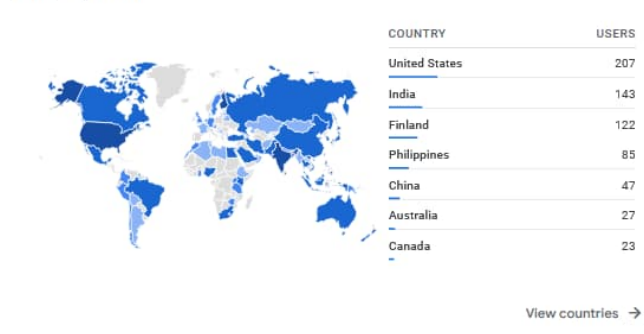 COUNTRY USERS
United States 207
India 143
Finland 122
Philippines 85
China 47
Australia 27
Canada 23
View countries →